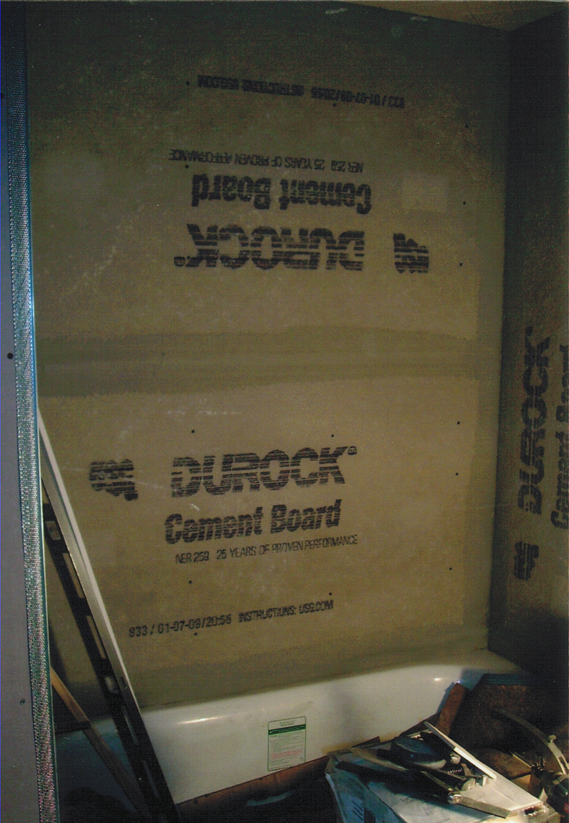 833 / 01-07-09/20:56 INSTRUCTIONS: USG.COM
NER 259 25 YEARS OF PROVEN PERFORMANCE
Cement Board
DUROCK®
DUROCK®
Cement Board
NER 259 25 YEARS OF PROVEN PERFORMANCE
833 / 01-07-09/20:56 INSTRUCTIONS: USG.COM
DUROCK
Cement Board